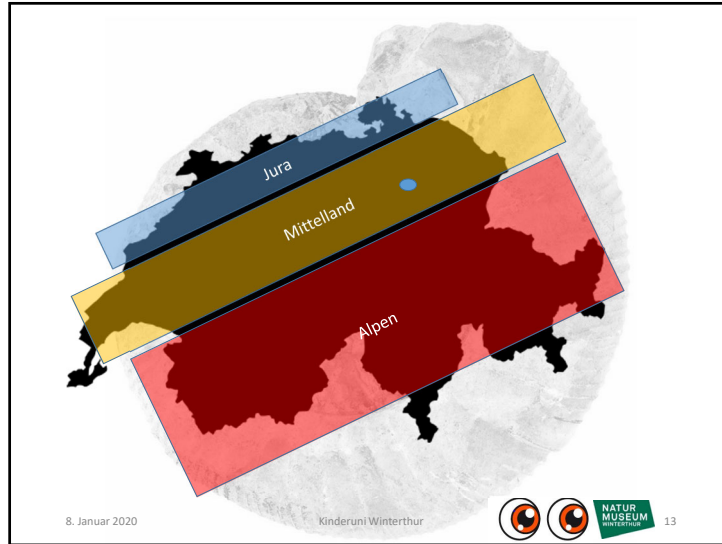 Jura
Mittelland
Alpen
8. Januar 2020
Kinderuni Winterthur
NATUR
MUSEUM
WINTERTHUR
13